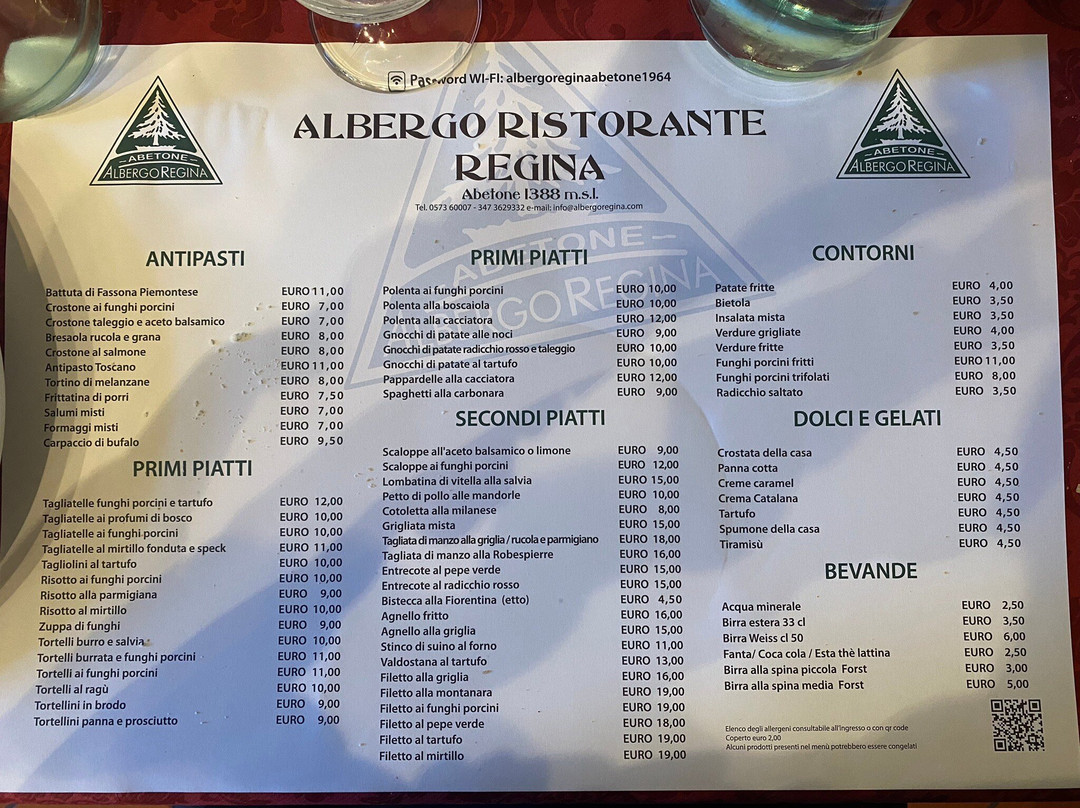 Password WI-FI: albergoreginaabetone1964
ALBERGO RISTORANTE
REGINA
Abetone 1388 m.s.l.
Tel. 0573 60007 - 347 3629332 e-mail: info@albergoregina.com
ABETONE
ALBERGO REGINA
ABETONE
ALBERGO REGINA
ABETONE
ALBERGO REGINA
ANTIPASTI
Battuta di Fassona Piemontese EURO 11,00
Crostone ai funghi porcini EURO 7,00
Crostone taleggio e aceto balsamico EURO 7,00
Bresaola rucola e grana EURO 8,00
Crostone al salmone EURO 8,00
Antipasto Toscano EURO 11,00
Tortino di melanzane EURO 8,00
Frittatina di porri EURO 7,50
Salumi misti EURO 7,00
Formaggi misti EURO 7,00
Carpaccio di bufalo EURO 9,50
PRIMI PIATTI
Tagliatelle funghi porcini e tartufo EURO 12,00
Tagliatelle ai profumi di bosco EURO 10,00
Tagliatelle ai funghi porcini EURO 10,00
Tagliatelle al mirtillo fonduta e speck EURO 11,00
Tagliolini al tartufo EURO 10,00
Risotto ai funghi porcini EURO 10,00
Risotto alla parmigiana EURO 9,00
Risotto al mirtillo EURO 10,00
Zuppa di funghi EURO 9,00
Tortelli burro e salvia EURO 10,00
Tortelli burrata e funghi porcini EURO 11,00
Tortelli ai funghi porcini EURO 11,00
Tortelli al ragù EURO 10,00
Tortellini in brodo EURO 9,00
Tortellini panna e prosciutto EURO 9,00
PRIMI PIATTI
Polenta ai funghi porcini EURO 10,00
Polenta alla boscaiola EURO 10,00
Polenta alla cacciatora EURO 12,00
Gnocchi di patate alle noci EURO 9,00
Gnocchi di patate radicchio rosso e taleggio EURO 10,00
Gnocchi di patate al tartufo EURO 10,00
Pappardelle alla cacciatora EURO 12,00
Spaghetti alla carbonara EURO 9,00
SECONDI PIATTI
Scaloppe all'aceto balsamico o limone EURO 9,00
Scaloppe ai funghi porcini EURO 12,00
Lombatina di vitella alla salvia EURO 15,00
Petto di pollo alle mandorle EURO 10,00
Cotoletta alla milanese EURO 8,00
Grigliata mista EURO 15,00
Tagliata di manzo alla griglia / rucola e parmigiano EURO 18,00
Tagliata di manzo alla Robespierre EURO 16,00
Entrecote al pepe verde EURO 15,00
Entrecote al radicchio rosso EURO 15,00
Bistecca alla Fiorentina (etto) EURO 4,50
Agnello fritto EURO 16,00
Agnello alla griglia EURO 15,00
Stinco di suino al forno EURO 11,00
Valdostana al tartufo EURO 13,00
Filetto alla griglia EURO 16,00
Filetto alla montanara EURO 19,00
Filetto ai funghi porcini EURO 19,00
Filetto al pepe verde EURO 18,00
Filetto al tartufo EURO 19,00
Filetto al mirtillo EURO 19,00
CONTORNI
Patate fritte EURO 4,00
Bietola EURO 3,50
Insalata mista EURO 3,50
Verdure grigliate EURO 4,00
Verdure fritte EURO 3,50
Funghi porcini fritti EURO 11,00
Funghi porcini trifolati EURO 8,00
Radicchio saltato EURO 3,50
DOLCI E GELATI
Crostata della casa EURO 4,50
Panna cotta EURO 4,50
Creme caramel EURO 4,50
Crema Catalana EURO 4,50
Tartufo EURO 4,50
Spumone della casa EURO 4,50
Tiramisù EURO 4,50
BEVANDE
Acqua minerale EURO 2,50
Birra estera 33 cl EURO 3,50
Birra Weiss cl 50 EURO 6,00
Fanta/ Coca cola / Esta thè lattina EURO 2,50
Birra alla spina piccola Forst EURO 3,00
Birra alla spina media Forst EURO 5,00
Elenco degli allergeni consultabile all'ingresso o con qr code
Coperto euro 2,00
Alcuni prodotti presenti nel menù potrebbero essere congelati